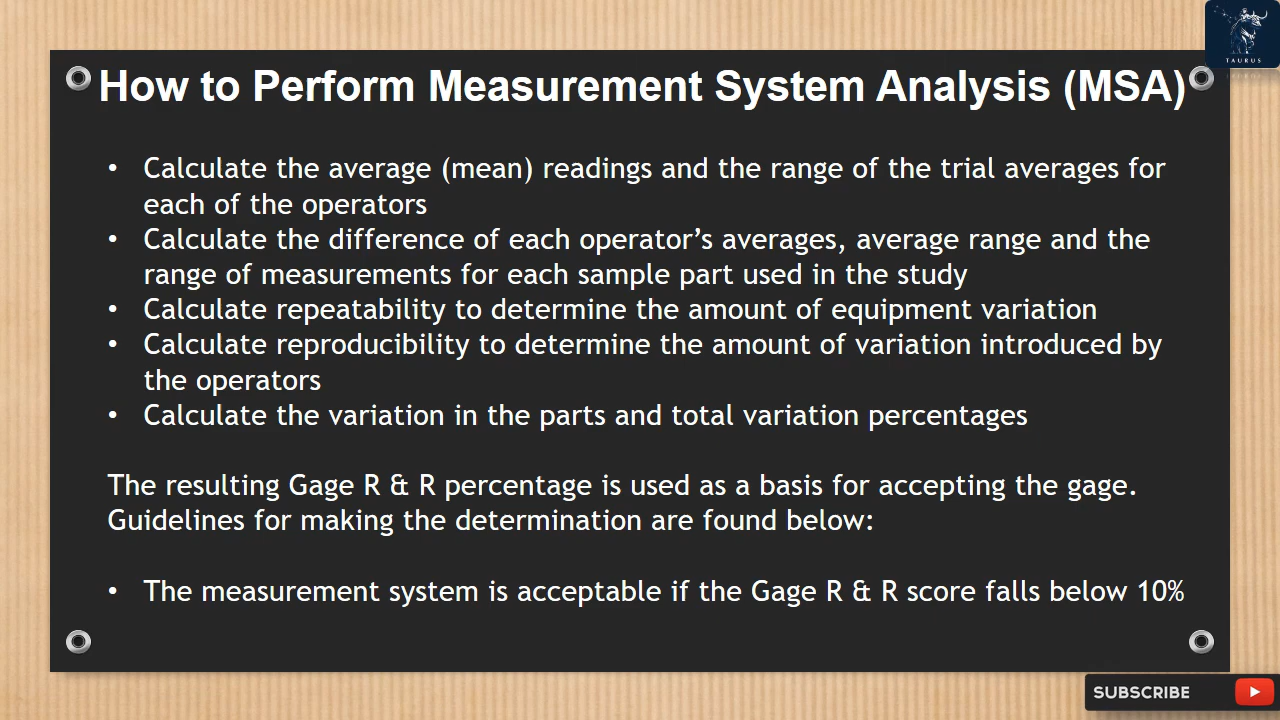 TAURUS
How to Perform Measurement System Analysis (MSA)
• Calculate the average (mean) readings and the range of the trial averages for
each of the operators
• Calculate the difference of each operator’s averages, average range and the
range of measurements for each sample part used in the study
• Calculate repeatability to determine the amount of equipment variation
• Calculate reproducibility to determine the amount of variation introduced by
the operators
• Calculate the variation in the parts and total variation percentages
The resulting Gage R & R percentage is used as a basis for accepting the gage.
Guidelines for making the determination are found below:
• The measurement system is acceptable if the Gage R & R score falls below 10%
SUBSCRIBE